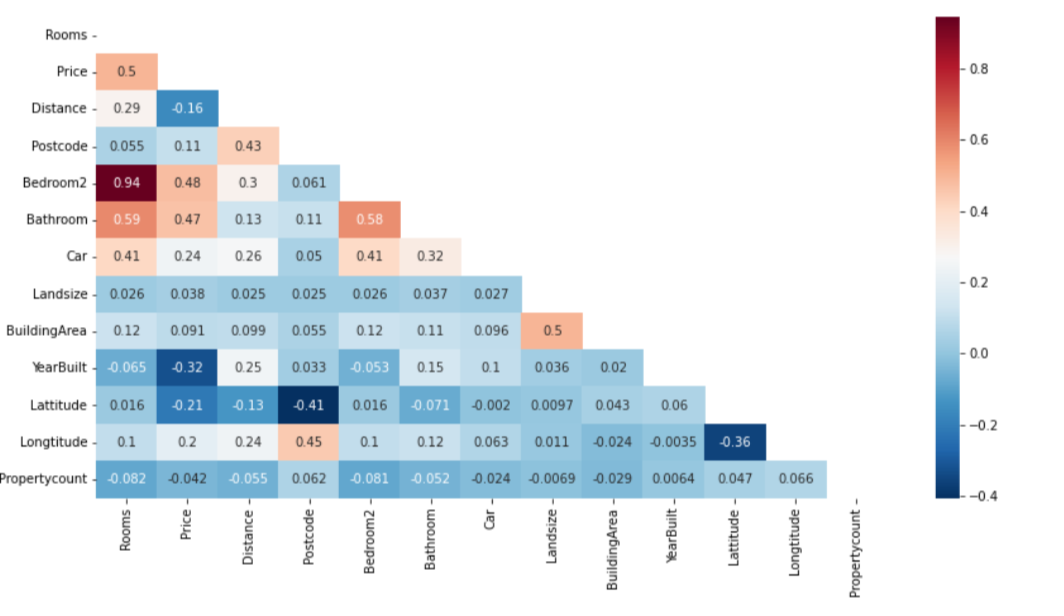 Rooms
Price 0.5
Distance 0.29 -0.16
Postcode 0.055 0.11 0.43
Bedroom2 0.94 0.48 0.3 0.061
Bathroom 0.59 0.47 0.13 0.11 0.58
Car 0.41 0.24 0.26 0.05 0.41 0.32
Landsize 0.026 0.038 0.025 0.025 0.026 0.037 0.027
BuildingArea 0.12 0.091 0.099 0.055 0.12 0.11 0.096 0.5
YearBuilt -0.065 -0.32 0.25 0.033 -0.053 0.15 0.1 0.036 0.02
Lattitude 0.016 -0.21 -0.13 -0.41 0.016 -0.071 -0.002 0.0097 0.043 0.06
Longtitude 0.1 0.2 0.24 0.45 0.1 0.12 0.063 0.011 -0.024 -0.0035 -0.36
Propertycount -0.082 -0.042 -0.055 0.062 -0.081 -0.052 -0.024 -0.0069 -0.029 0.0064 0.047 0.066
Rooms
Price
Distance
Postcode
Bedroom2
Bathroom
Car
Landsize
BuildingArea
YearBuilt
Lattitude
Longtitude
Propertycount
0.8
0.6
0.4
0.2
0.0
−0.2
−0.4